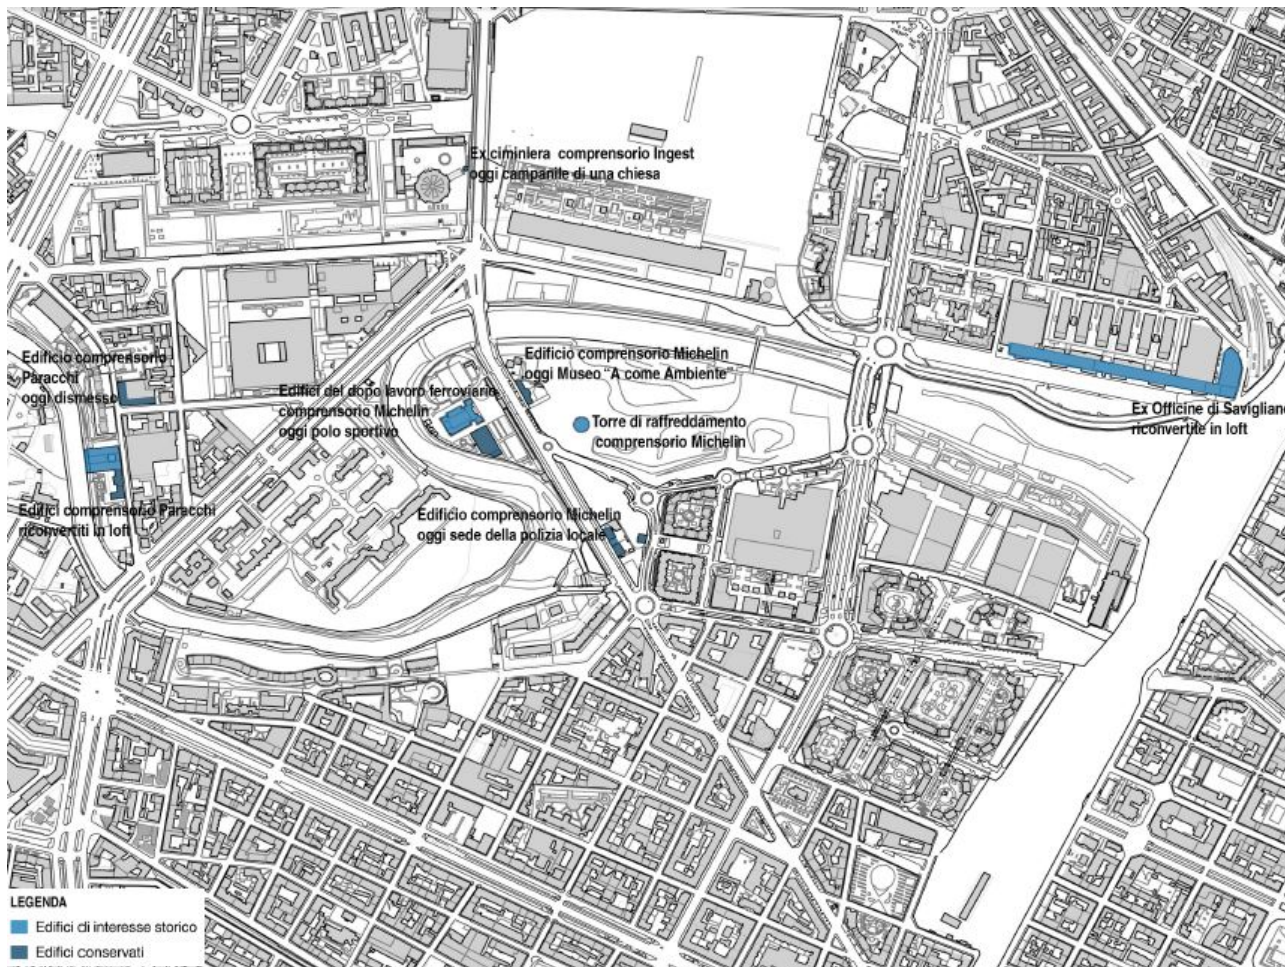 Ex ciminiera comprensorio Ingest
oggi campanile di una chiesa
Edificio comprensorio
Paracchi
oggi dismesso
Edifici del dopo lavoro ferroviario
comprensorio Michelin
oggi polo sportivo
Edificio comprensorio Michelin
oggi Museo "A come Ambiente"
Torre di raffreddamento
comprensorio Michelin
Ex Officine di Savigliano
riconvertite in loft
Edifici comprensorio Paracchi
riconvertiti in loft
Edificio comprensorio Michelin
oggi sede della polizia locale
LEGENDA
Edifici di interesse storico
Edifici conservati